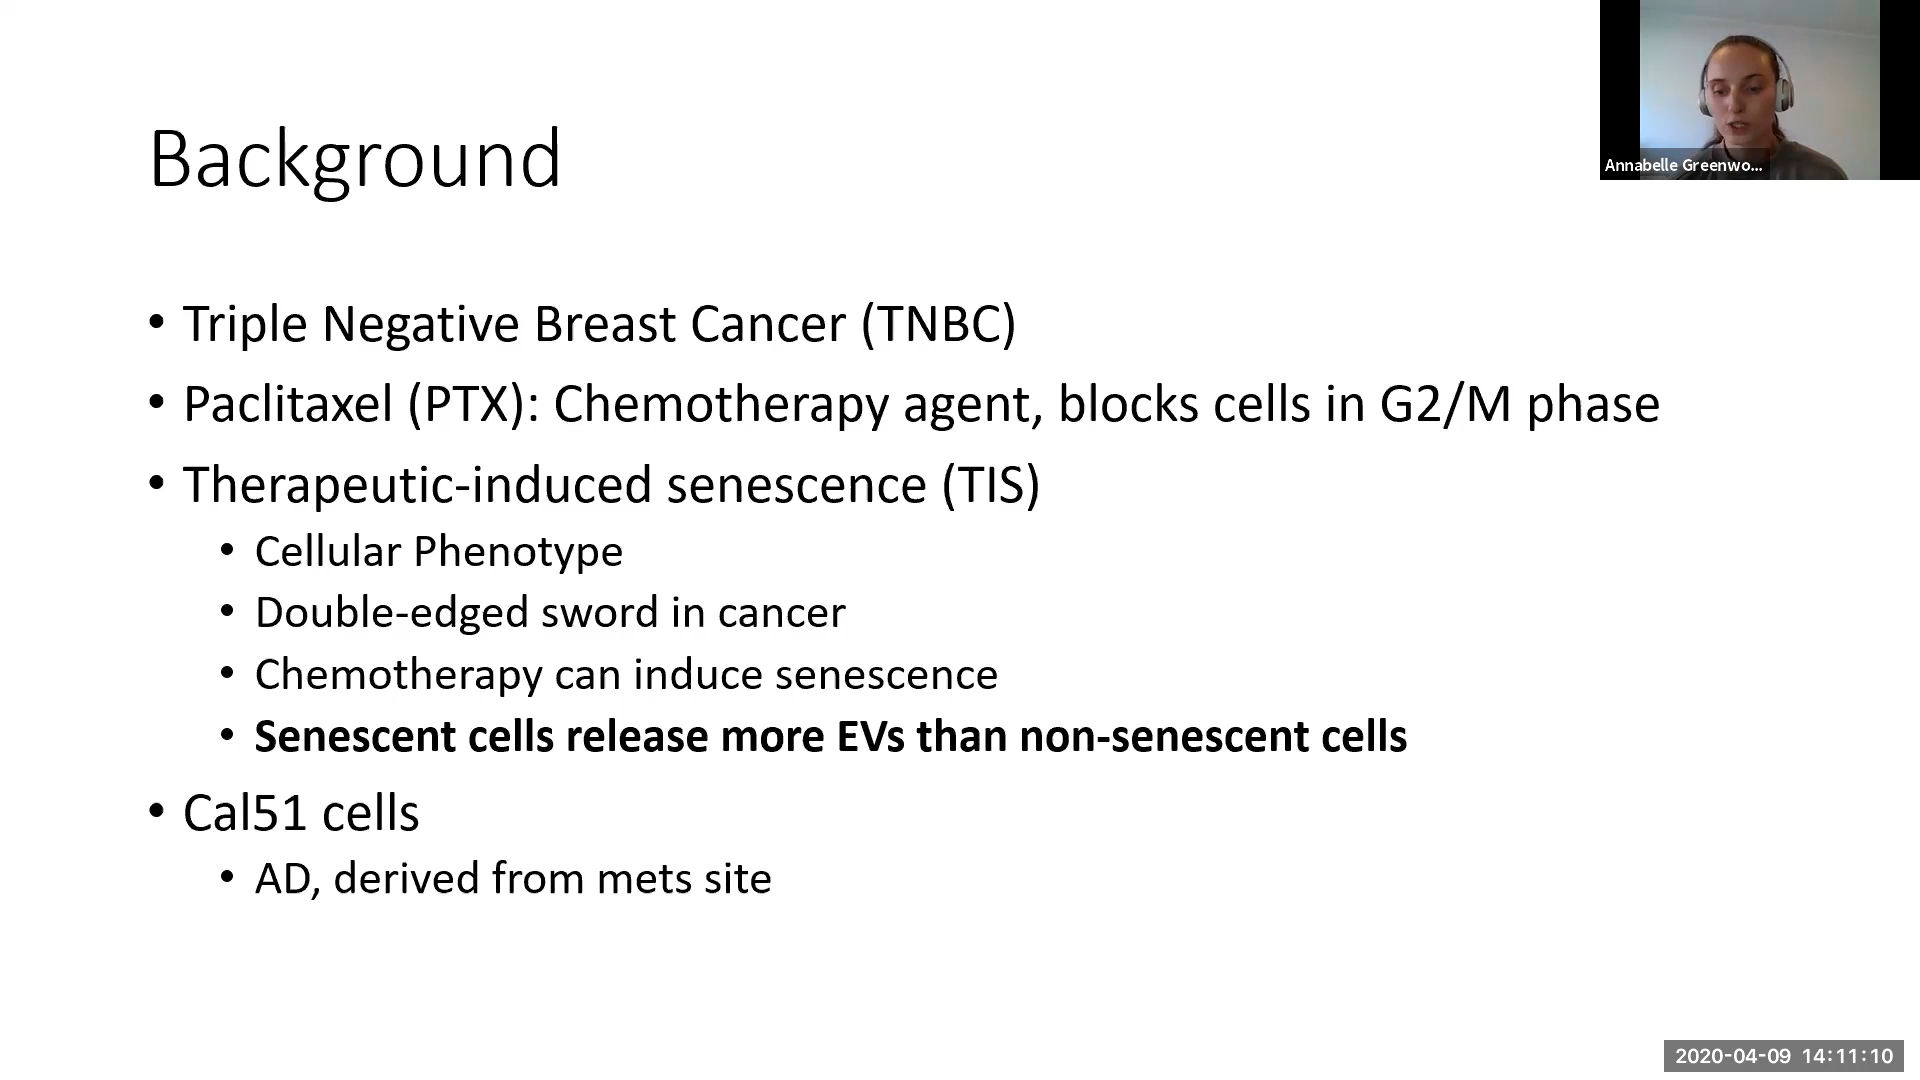 Background
Annabelle Greenwo...
• Triple Negative Breast Cancer (TNBC)
• Paclitaxel (PTX): Chemotherapy agent, blocks cells in G2/M phase
• Therapeutic-induced senescence (TIS)
• Cellular Phenotype
• Double-edged sword in cancer
• Chemotherapy can induce senescence
• Senescent cells release more EVs than non-senescent cells
• Cal51 cells
• AD, derived from mets site
2020-04-09 14:11:10